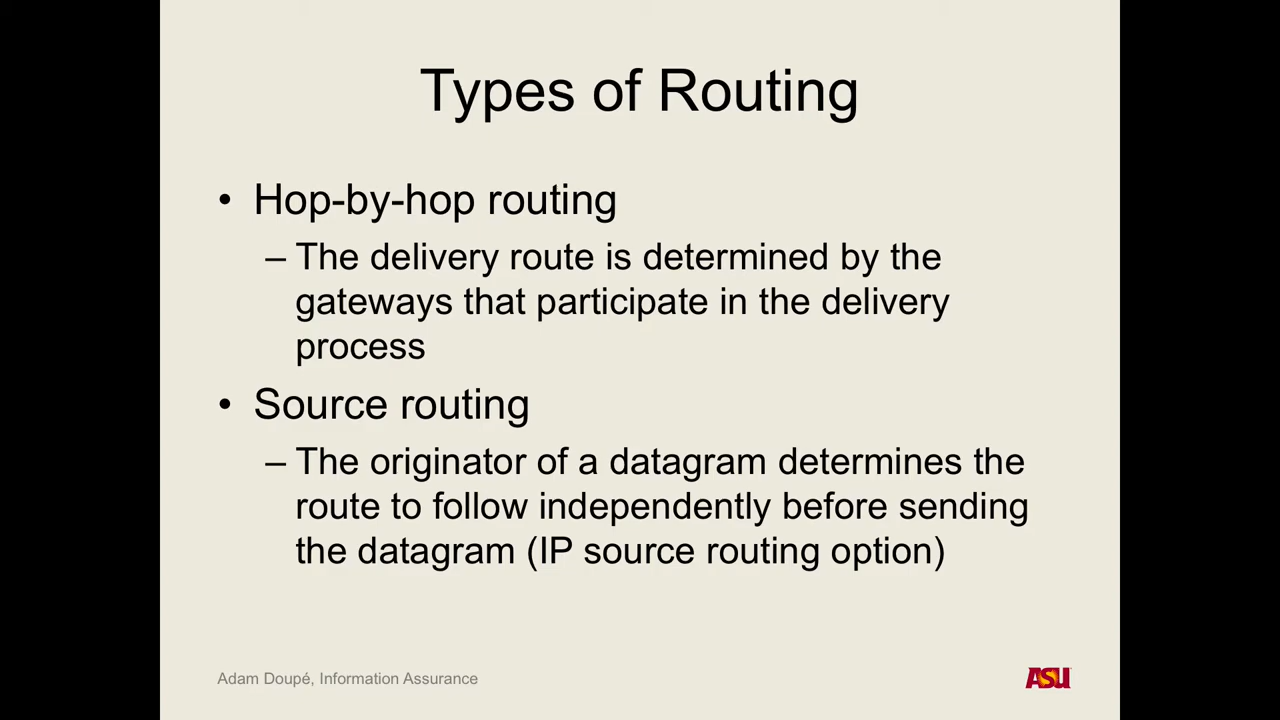 Types of Routing
• Hop-by-hop routing
– The delivery route is determined by the
gateways that participate in the delivery
process
• Source routing
– The originator of a datagram determines the
route to follow independently before sending
the datagram (IP source routing option)
Adam Doupé, Information Assurance
ASU